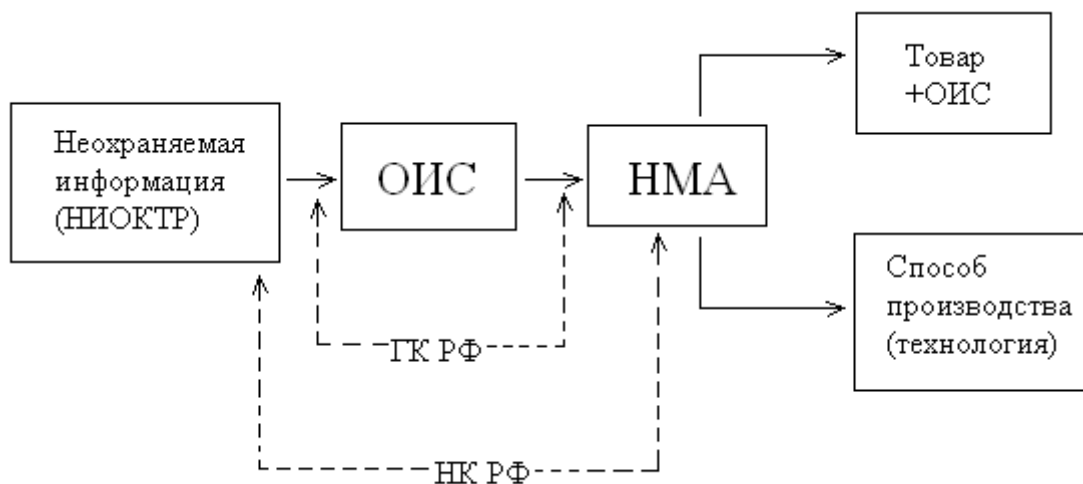 Неохраняемая
информация
(НИОКТР)
ОИС
НМА
Товар
+ОИС
Способ
производства
(технология)
ГК РФ
НК РФ